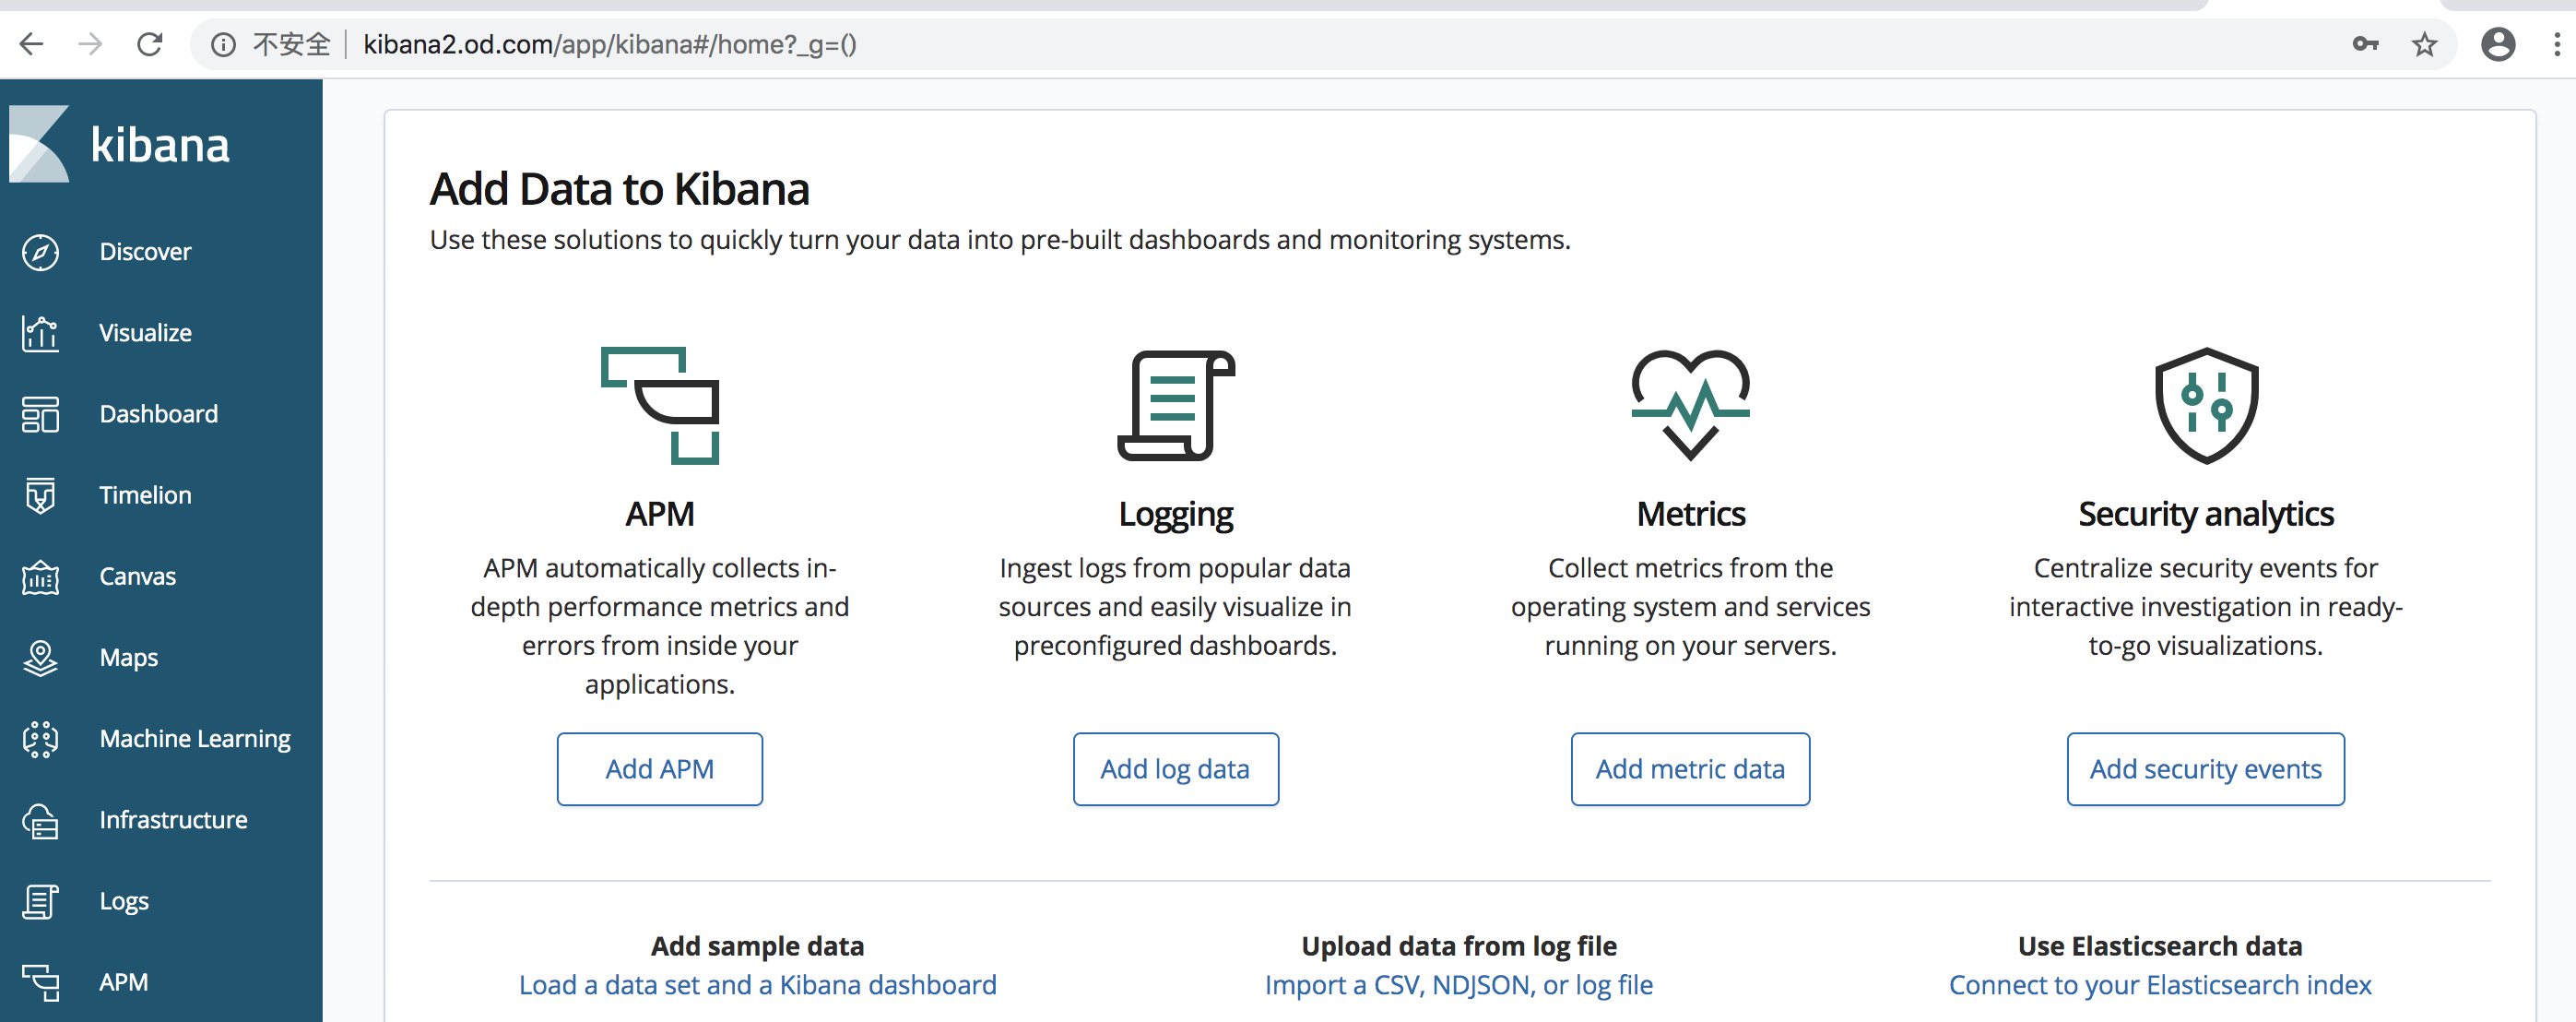 不安全 kibana2.od.com/app/kibana#/home?_g=()
kibana
Discover
Visualize
Dashboard
Timelion
Canvas
Maps
Machine Learning
Infrastructure
Logs
APM
Add Data to Kibana
Use these solutions to quickly turn your data into pre-built dashboards and monitoring systems.
APM
APM automatically collects in-
depth performance metrics and
errors from inside your
applications.
Add APM
Logging
Ingest logs from popular data
sources and easily visualize in
preconfigured dashboards.
Add log data
Metrics
Collect metrics from the
operating system and services
running on your servers.
Add metric data
Security analytics
Centralize security events for
interactive investigation in ready-
to-go visualizations.
Add security events
Add sample data
Load a data set and a Kibana dashboard
Upload data from log file
Import a CSV, NDJSON, or log file
Use Elasticsearch data
Connect to your Elasticsearch index